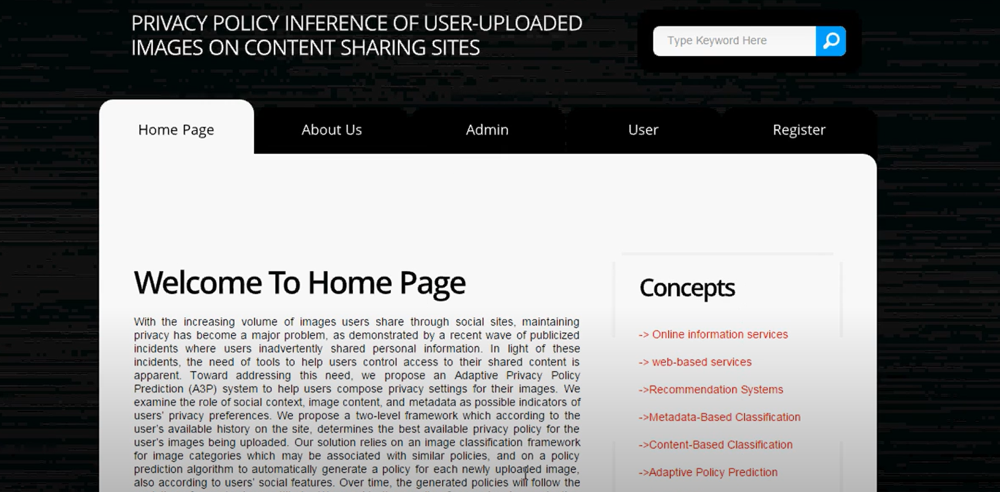 PRIVACY POLICY INFERENCE OF USER-UPLOADED
IMAGES ON CONTENT SHARING SITES
Type Keyword Here
Home Page
About Us
Admin
User
Register
Welcome To Home Page
With the increasing volume of images users share through social sites, maintaining
privacy has become a major problem, as demonstrated by a recent wave of publicized
incidents where users inadvertently shared personal information. In light of these
incidents, the need of tools to help users control access to their shared content is
apparent. Toward addressing this need, we propose an Adaptive Privacy Policy
Prediction (A3P) system to help users compose privacy settings for their images. We
examine the role of social context, image content, and metadata as possible indicators of
users' privacy preferences. We propose a two-level framework which according to the
user's available history on the site, determines the best available privacy policy for the
user's images being uploaded. Our solution relies on an image classification framework
for image categories which may be associated with similar policies, and on a policy
prediction algorithm to automatically generate a policy for each newly uploaded image,
also according to users' social features. Over time, the generated policies will follow the
Concepts
-> Online information services
-> web-based services
->Recommendation Systems
->Metadata-Based Classification
->Content-Based Classification
->Adaptive Policy Prediction